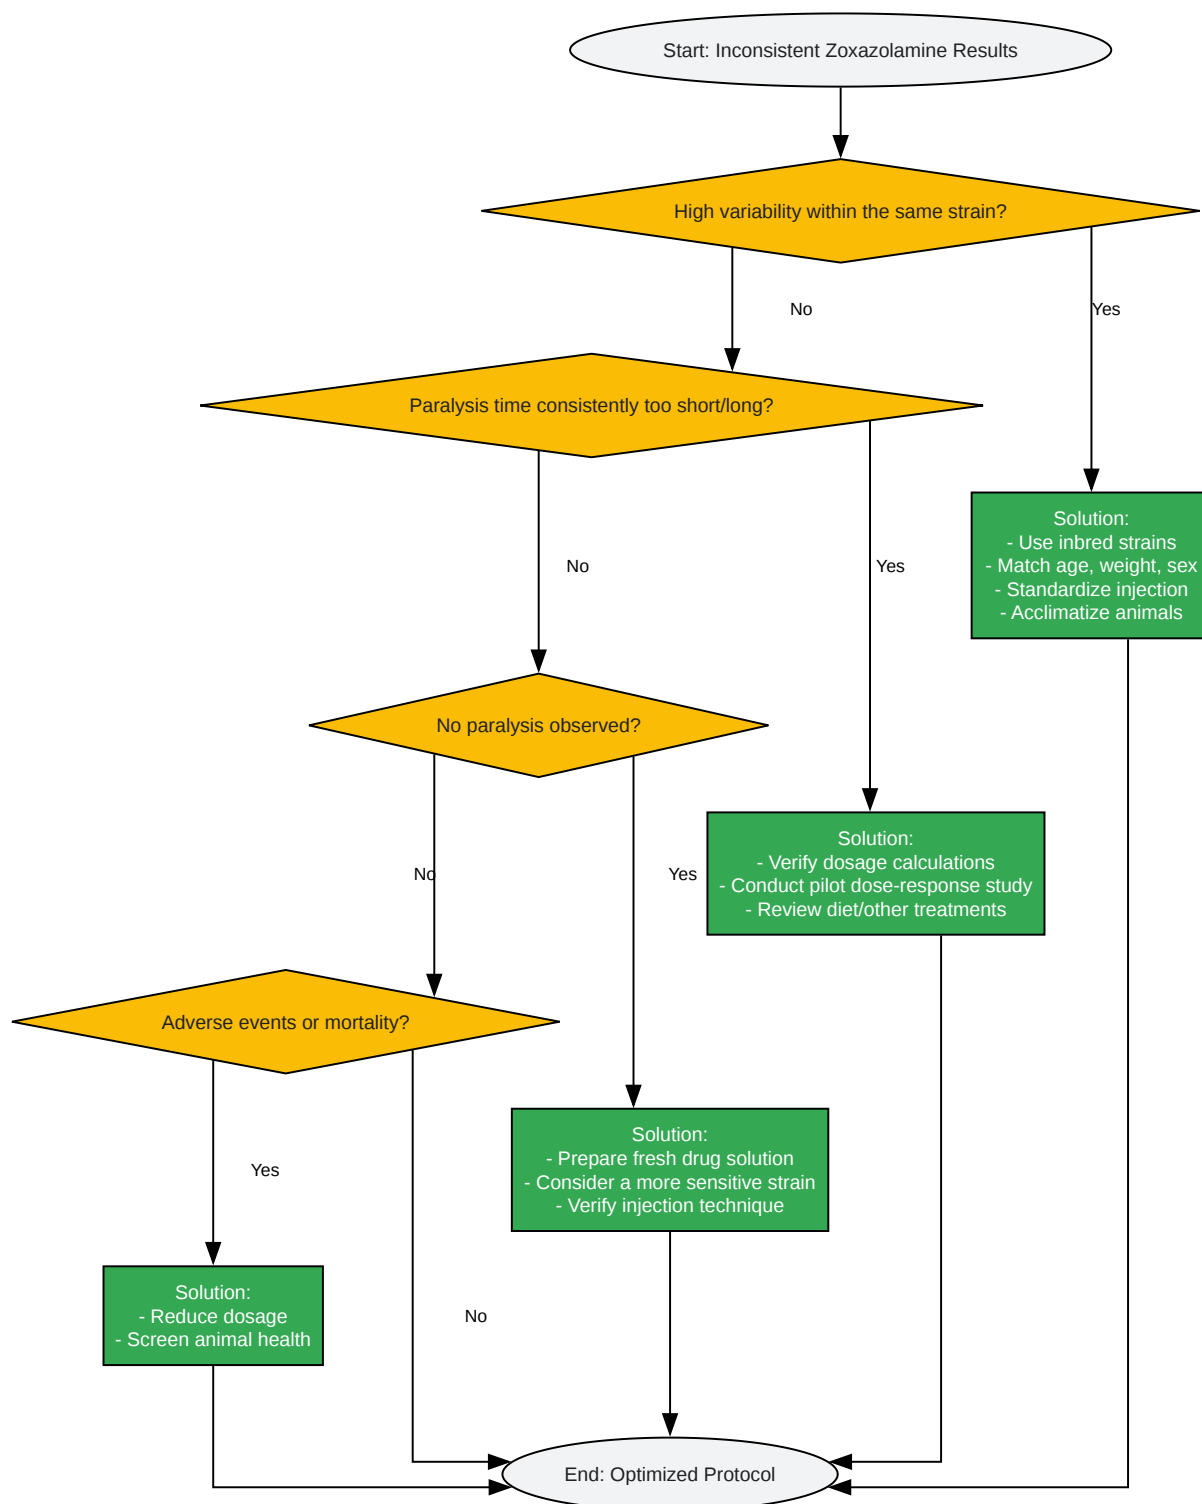 Start: Inconsistent Zoxazolamine Results
High variability within the same strain?
No
Yes
Paralysis time consistently too short/long?
No
Yes
Solution:
- Use inbred strains
- Match age, weight, sex
- Standardize injection
- Acclimatize animals
No paralysis observed?
No
Yes
Solution:
- Verify dosage calculations
- Conduct pilot dose-response study
- Review diet/other treatments
Adverse events or mortality?
Yes
No
Solution:
- Prepare fresh drug solution
- Consider a more sensitive strain
- Verify injection technique
Solution:
- Reduce dosage
- Screen animal health
End: Optimized Protocol